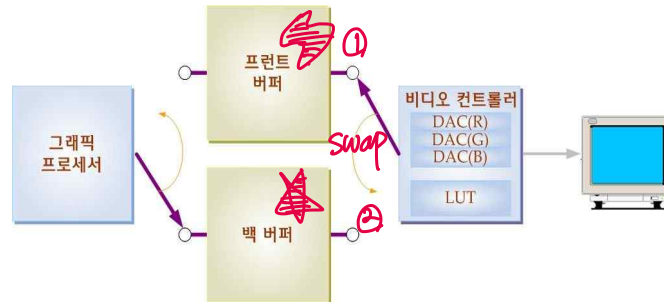 프런트
버퍼
①
그래픽
프로세서
swap
비디오 컨트롤러
DAC(R)
DAC(G)
DAC(B)
LUT
백 버퍼
②